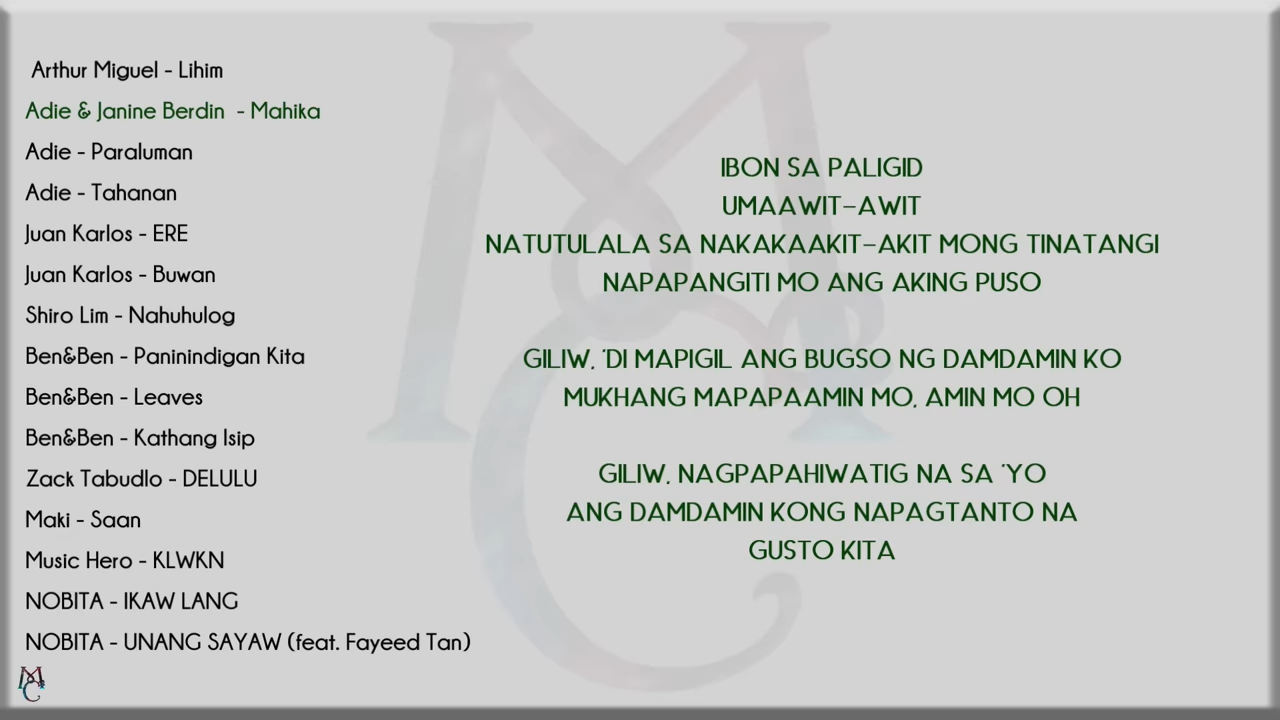 Arthur Miguel - Lihim
Adie & Janine Berdin - Mahika
Adie - Paraluman
Adie - Tahanan
Juan Karlos - ERE
Juan Karlos - Buwan
Shiro Lim - Nahuhulog
Ben&Ben - Paninindigan Kita
Ben&Ben - Leaves
Ben&Ben - Kathang Isip
Zack Tabudlo - DELULU
Maki - Saan
Music Hero - KLWKN
NOBITA - IKAW LANG
NOBITA - UNANG SAYAW (feat. Fayeed Tan)
IBON SA PALIGID
UMAAWIT-AWIT
NATUTULALA SA NAKAKAAKIT-AKIT MONG TINATANGI
NAPAPANGITI MO ANG AKING PUSO
GILIW, 'DI MAPIGIL ANG BUGSO NG DAMDAMIN KO
MUKHANG MAPAPAAMIN MO, AMIN MO OH
GILIW, NAGPAPAHIWATIG NA SA 'YO
ANG DAMDAMIN KONG NAPAGTANTO NA
GUSTO KITA